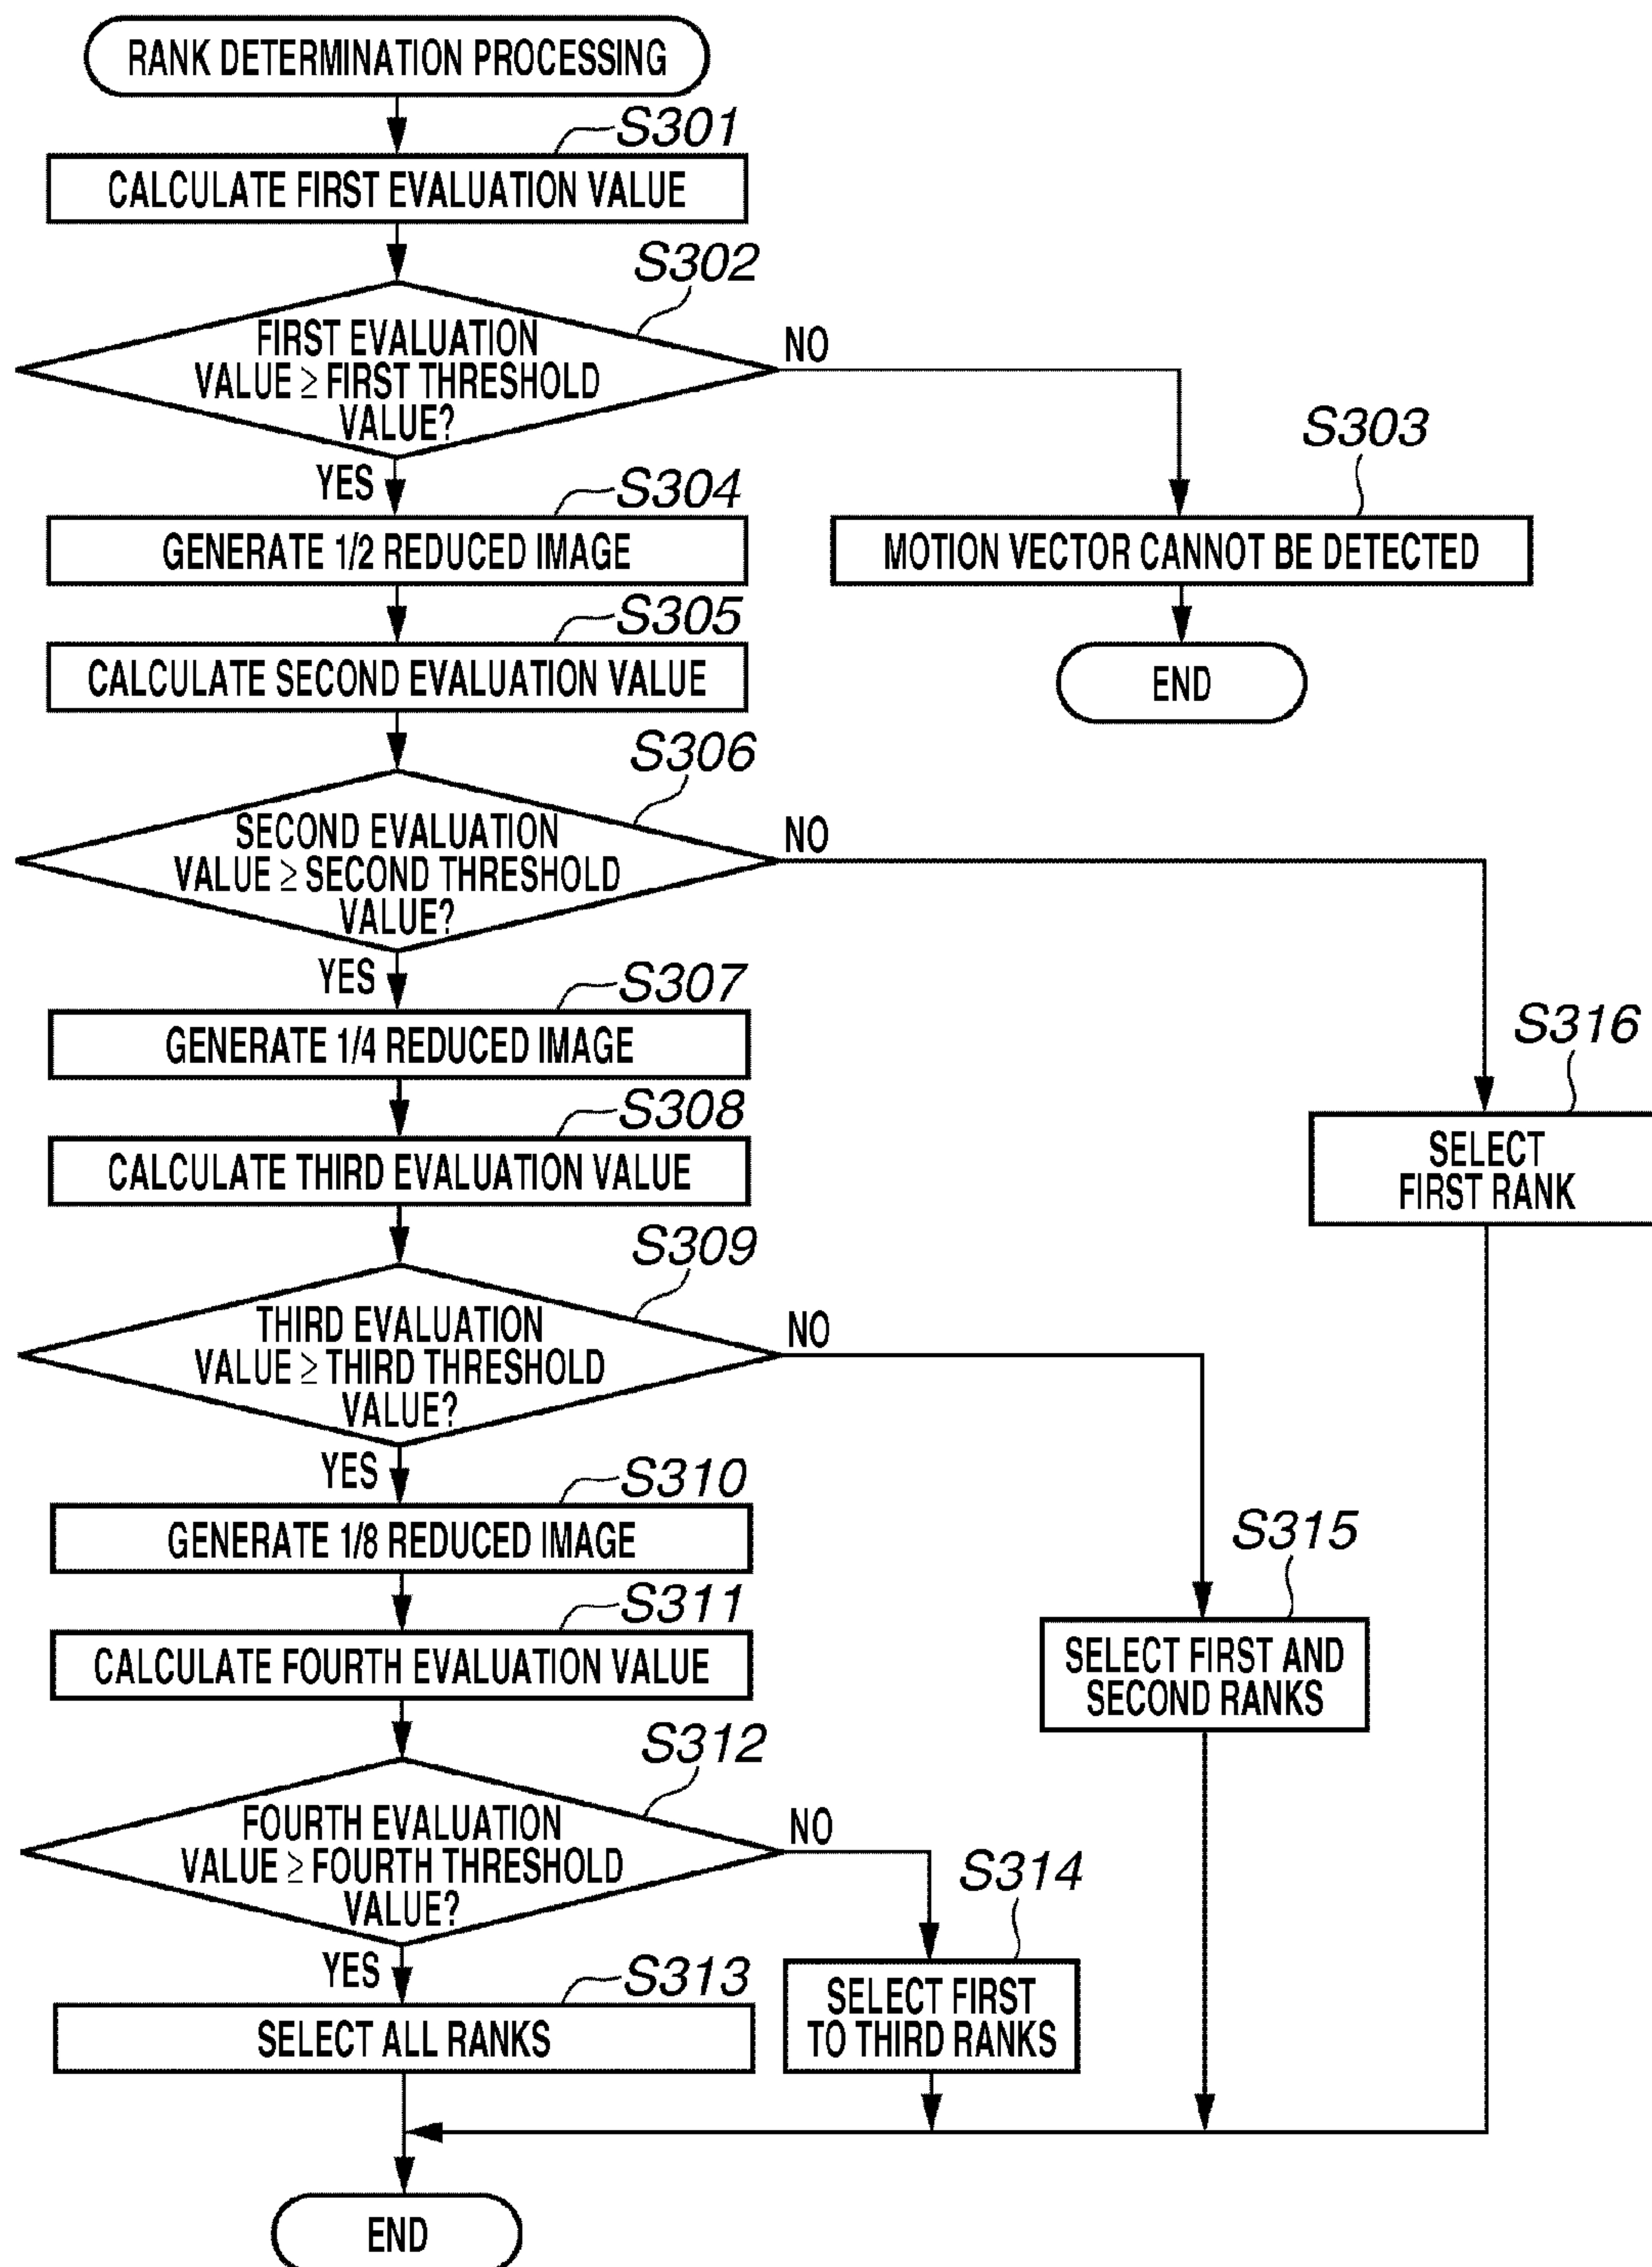 RANK DETERMINATION PROCESSING
S301
CALCULATE FIRST EVALUATION VALUE
S302
FIRST EVALUATION
VALUE ≥ FIRST THRESHOLD
VALUE?
NO
YES
S303
MOTION VECTOR CANNOT BE DETECTED
END
S304
GENERATE 1/2 REDUCED IMAGE
S305
CALCULATE SECOND EVALUATION VALUE
S306
SECOND EVALUATION
VALUE ≥ SECOND THRESHOLD
VALUE?
NO
YES
S307
GENERATE 1/4 REDUCED IMAGE
S316
SELECT
FIRST RANK
S308
CALCULATE THIRD EVALUATION VALUE
S309
THIRD EVALUATION
VALUE ≥ THIRD THRESHOLD
VALUE?
NO
YES
S310
GENERATE 1/8 REDUCED IMAGE
S315
SELECT FIRST AND
SECOND RANKS
S311
CALCULATE FOURTH EVALUATION VALUE
S312
FOURTH EVALUATION
VALUE ≥ FOURTH THRESHOLD
VALUE?
NO
YES
S314
SELECT FIRST
TO THIRD RANKS
S313
SELECT ALL RANKS
END